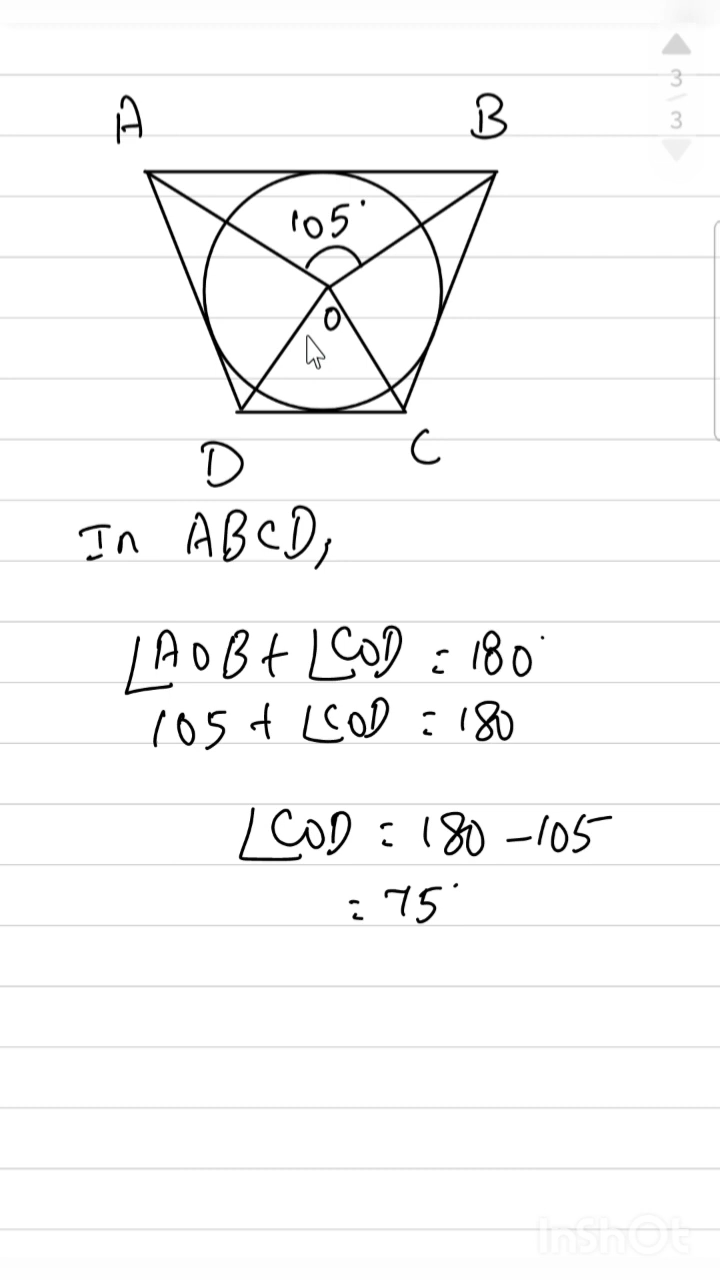 3
3
A B
105°
O
D C
In ABCD,
∠AOB + ∠COD = 180°
105 + ∠COD = 180
∠COD = 180 - 105
= 75°
InShOt